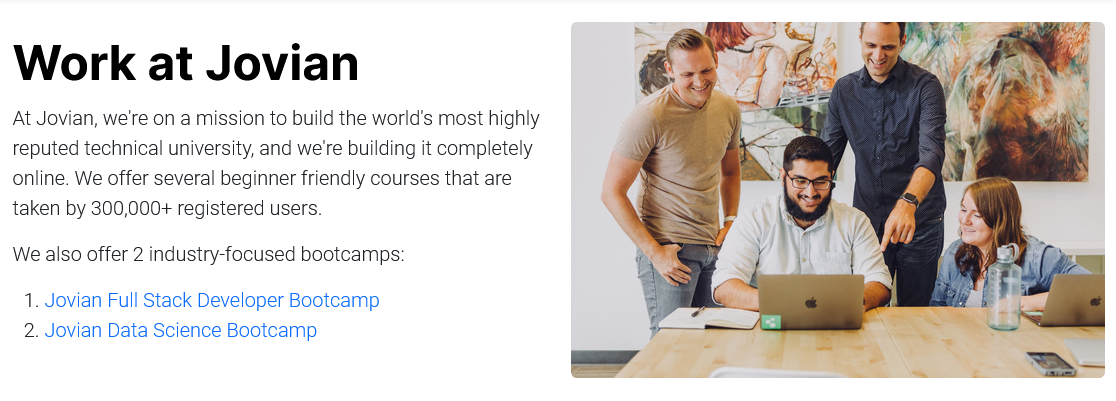 Work at Jovian
At Jovian, we're on a mission to build the world's most highly
reputed technical university, and we're building it completely
online. We offer several beginner friendly courses that are
taken by 300,000+ registered users.
We also offer 2 industry-focused bootcamps:
1. Jovian Full Stack Developer Bootcamp
2. Jovian Data Science Bootcamp